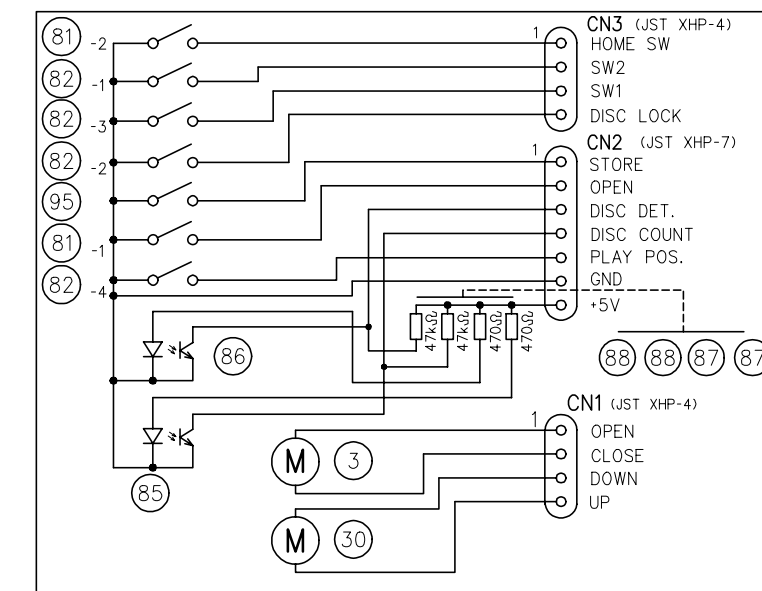 81 -2
82 -1
82 -3
82 -2
95
81 -1
82 -4
1 CN3 (JST XHP-4)
HOME SW
SW2
SW1
DISC LOCK
1 CN2 (JST XHP-7)
STORE
OPEN
DISC DET.
DISC COUNT
PLAY POS.
GND
+5V
47kΩ 47kΩ 470Ω 470Ω
86
88 88 87 87
85
1 CN1 (JST XHP-4)
OPEN
CLOSE
DOWN
UP
M 3
M 30